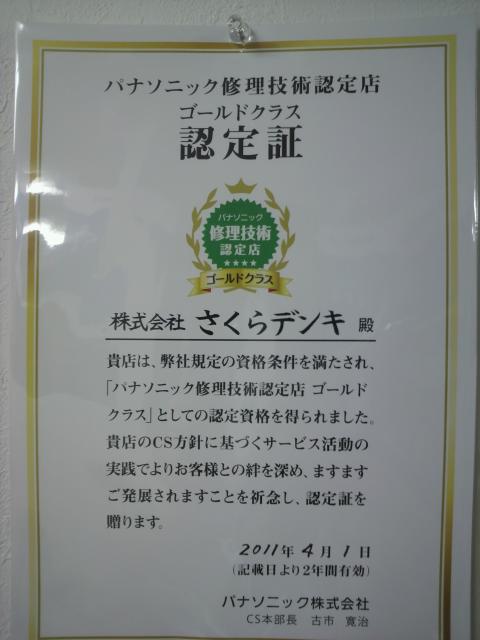 パナソニック修理技術認定店
ゴールドクラス
認定証
パナソニック
修理技術
認定店
★★★★
ゴールドクラス
株式会社 さくらデンキ 殿
貴店は、弊社規定の資格条件を満たされ、
「パナソニック修理技術認定店 ゴールド
クラス」としての認定資格を得られました。
貴店のCS方針に基づくサービス活動の
実践でよりお客様との絆を深め、ますます
ご発展されますことを祈念し、認定証を
贈ります。
2011年 4月 1日
(記載日より2年間有効)
パナソニック株式会社
CS本部長 古市 寛治